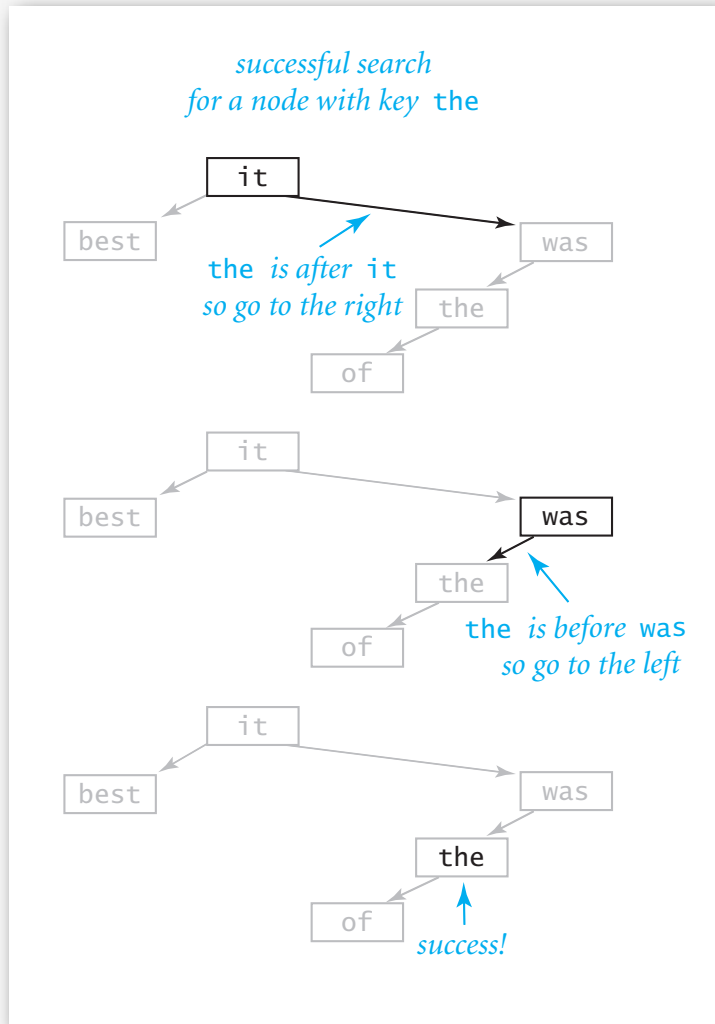 successful search
for a node with key the
it
best
was
the is after it
so go to the right
the
of
it
best
was
the
of
the is before was
so go to the left
it
best
was
the
of
success!